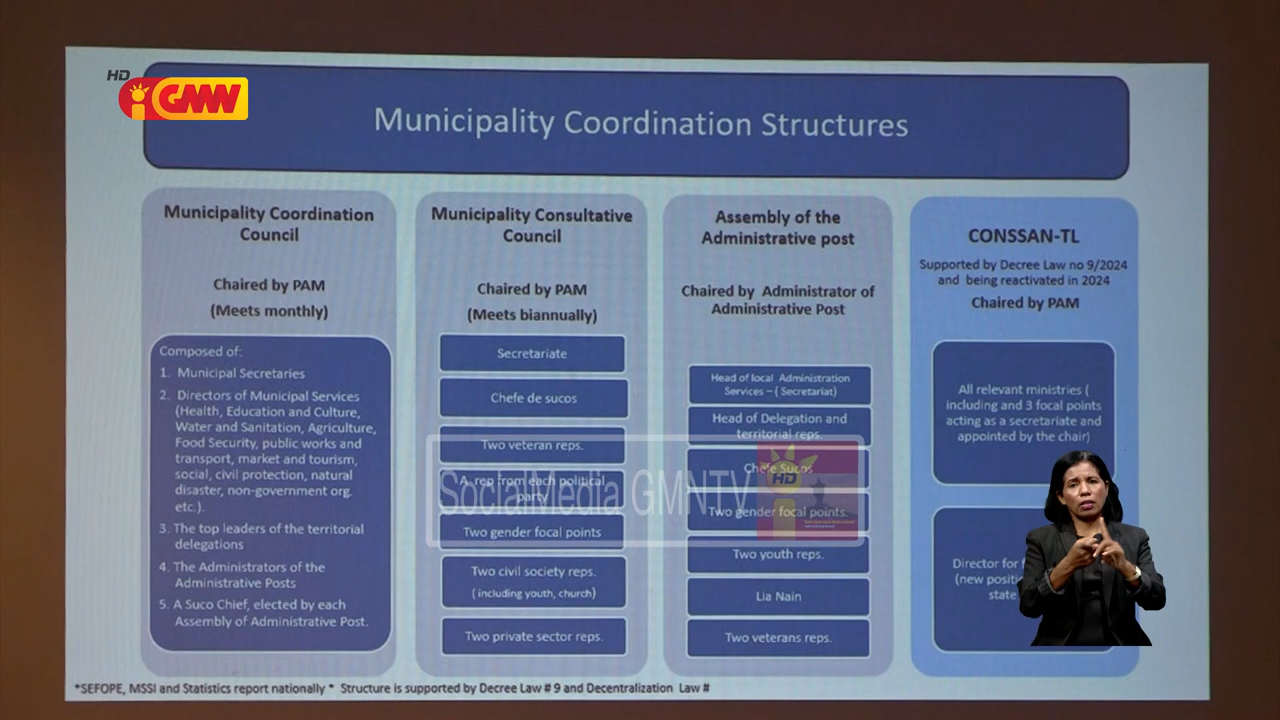 HD
GMN
Municipality Coordination Structures
Municipality Coordination
Council
Chaired by PAM
(Meets monthly)
Composed of:
1. Municipal Secretaries
2. Directors of Municipal Services
(Health, Education and Culture,
Water and Sanitation, Agriculture,
Food Security, public works and
transport, market and tourism,
social, civil protection, natural
disaster, non-government org.
etc.).
3. The top leaders of the territorial
delegations
4. The Administrators of the
Administrative Posts
5. A Suco Chief, elected by each
Assembly of Administrative Post.
Municipality Consultative
Council
Chaired by PAM
(Meets biannually)
Secretariate
Chefe de sucos
Two veteran reps.
A rep from each political
party
Two gender focal points
Two civil society reps.
( including youth, church)
Two private sector reps.
Assembly of the
Administrative post
Chaired by Administrator of
Administrative Post
Head of local Administration
Services – ( Secretariat)
Head of Delegation and
territorial reps.
Chefe Sucos
Two gender focal points.
Two youth reps.
Lia Nain
Two veterans reps.
CONSSAN-TL
Supported by Decree Law no 9/2024
and being reactivated in 2024
Chaired by PAM
All relevant ministries (
including and 3 focal points
acting as a secretariate and
appointed by the chair)
Director for
(new
state
SocialMedia GMNTV
HD
*SEFOPE, MSSI and Statistics report nationally * Structure is supported by Decree Law # 9 and Decentralization Law #